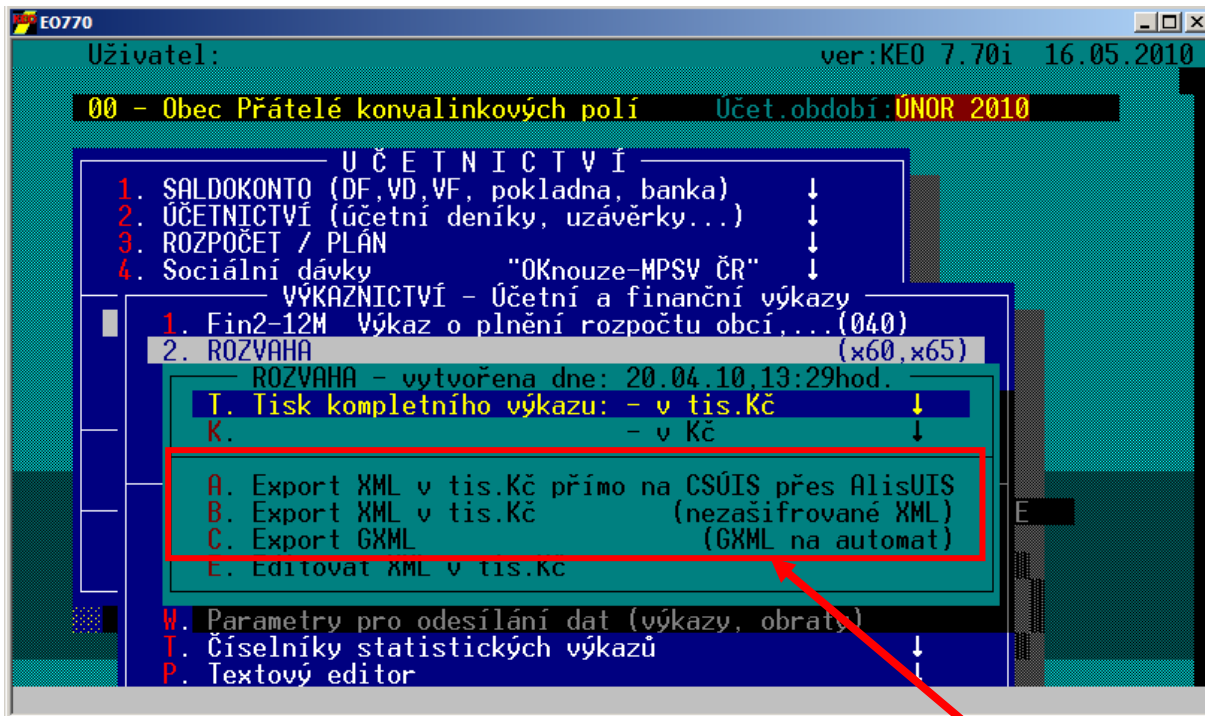 EO770
Uživatel: ver:KEO 7.70i 16.05.2010
00 - Obec Přátelé konvalinkových polí Účet.období:ÚNOR 2010
U Č E T N I C T V Í
1. SALDOKONTO (DF,VD,VF, pokladna, banka) ↓
2. ÚČETNICTVÍ (účetní deníky, uzávěrky...) ↓
3. ROZPOČET / PLÁN ↓
4. Sociální dávky "OKnouze-MPSV ČR" ↓
VÝKAZNICTVÍ - Účetní a finanční výkazy
1. Fin2-12M Výkaz o plnění rozpočtu obcí,...(040)
2. ROZVAHA (x60,x65)
ROZVAHA - vytvořena dne: 20.04.10,13:29hod.
T. Tisk kompletního výkazu: - v tis.Kč ↓
K. - v Kč ↓
A. Export XML v tis.Kč přímo na CSÚIS přes AlisUIS
B. Export XML v tis.Kč (nezašifrované XML)
E
C. Export GXML (GXML na automat)
E. Editovat XML v tis.Kč
W. Parametry pro odesílání dat (výkazy, obraty)
T. Číselníky statistických výkazů ↓
P. Textový editor ↓